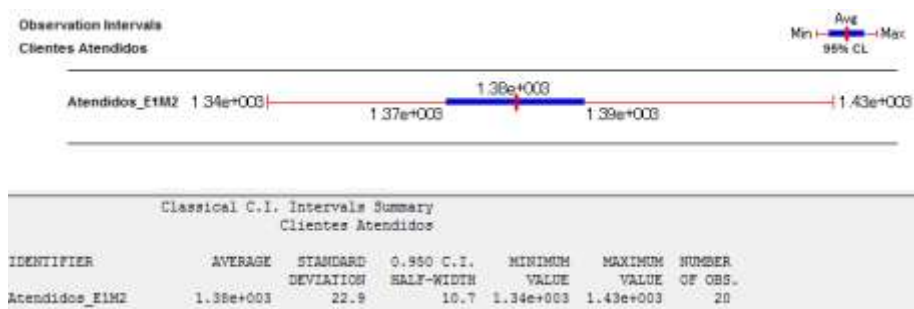 Observation Intervals
Clientes Atendidos
Avg
Min Max
95% CL
1.38e+003
Atendidos_E1M2 1.34e+003 1.43e+003
1.37e+003 1.39e+003
Classical C.I. Intervals Summary
Clientes Atendidos
IDENTIFIER AVERAGE STANDARD 0.950 C.I. MINIMUM MAXIMUM NUMBER
DEVIATION HALF-WIDTH VALUE VALUE OF OBS.
Atendidos_E1M2 1.38e+003 22.9 10.7 1.34e+003 1.43e+003 20